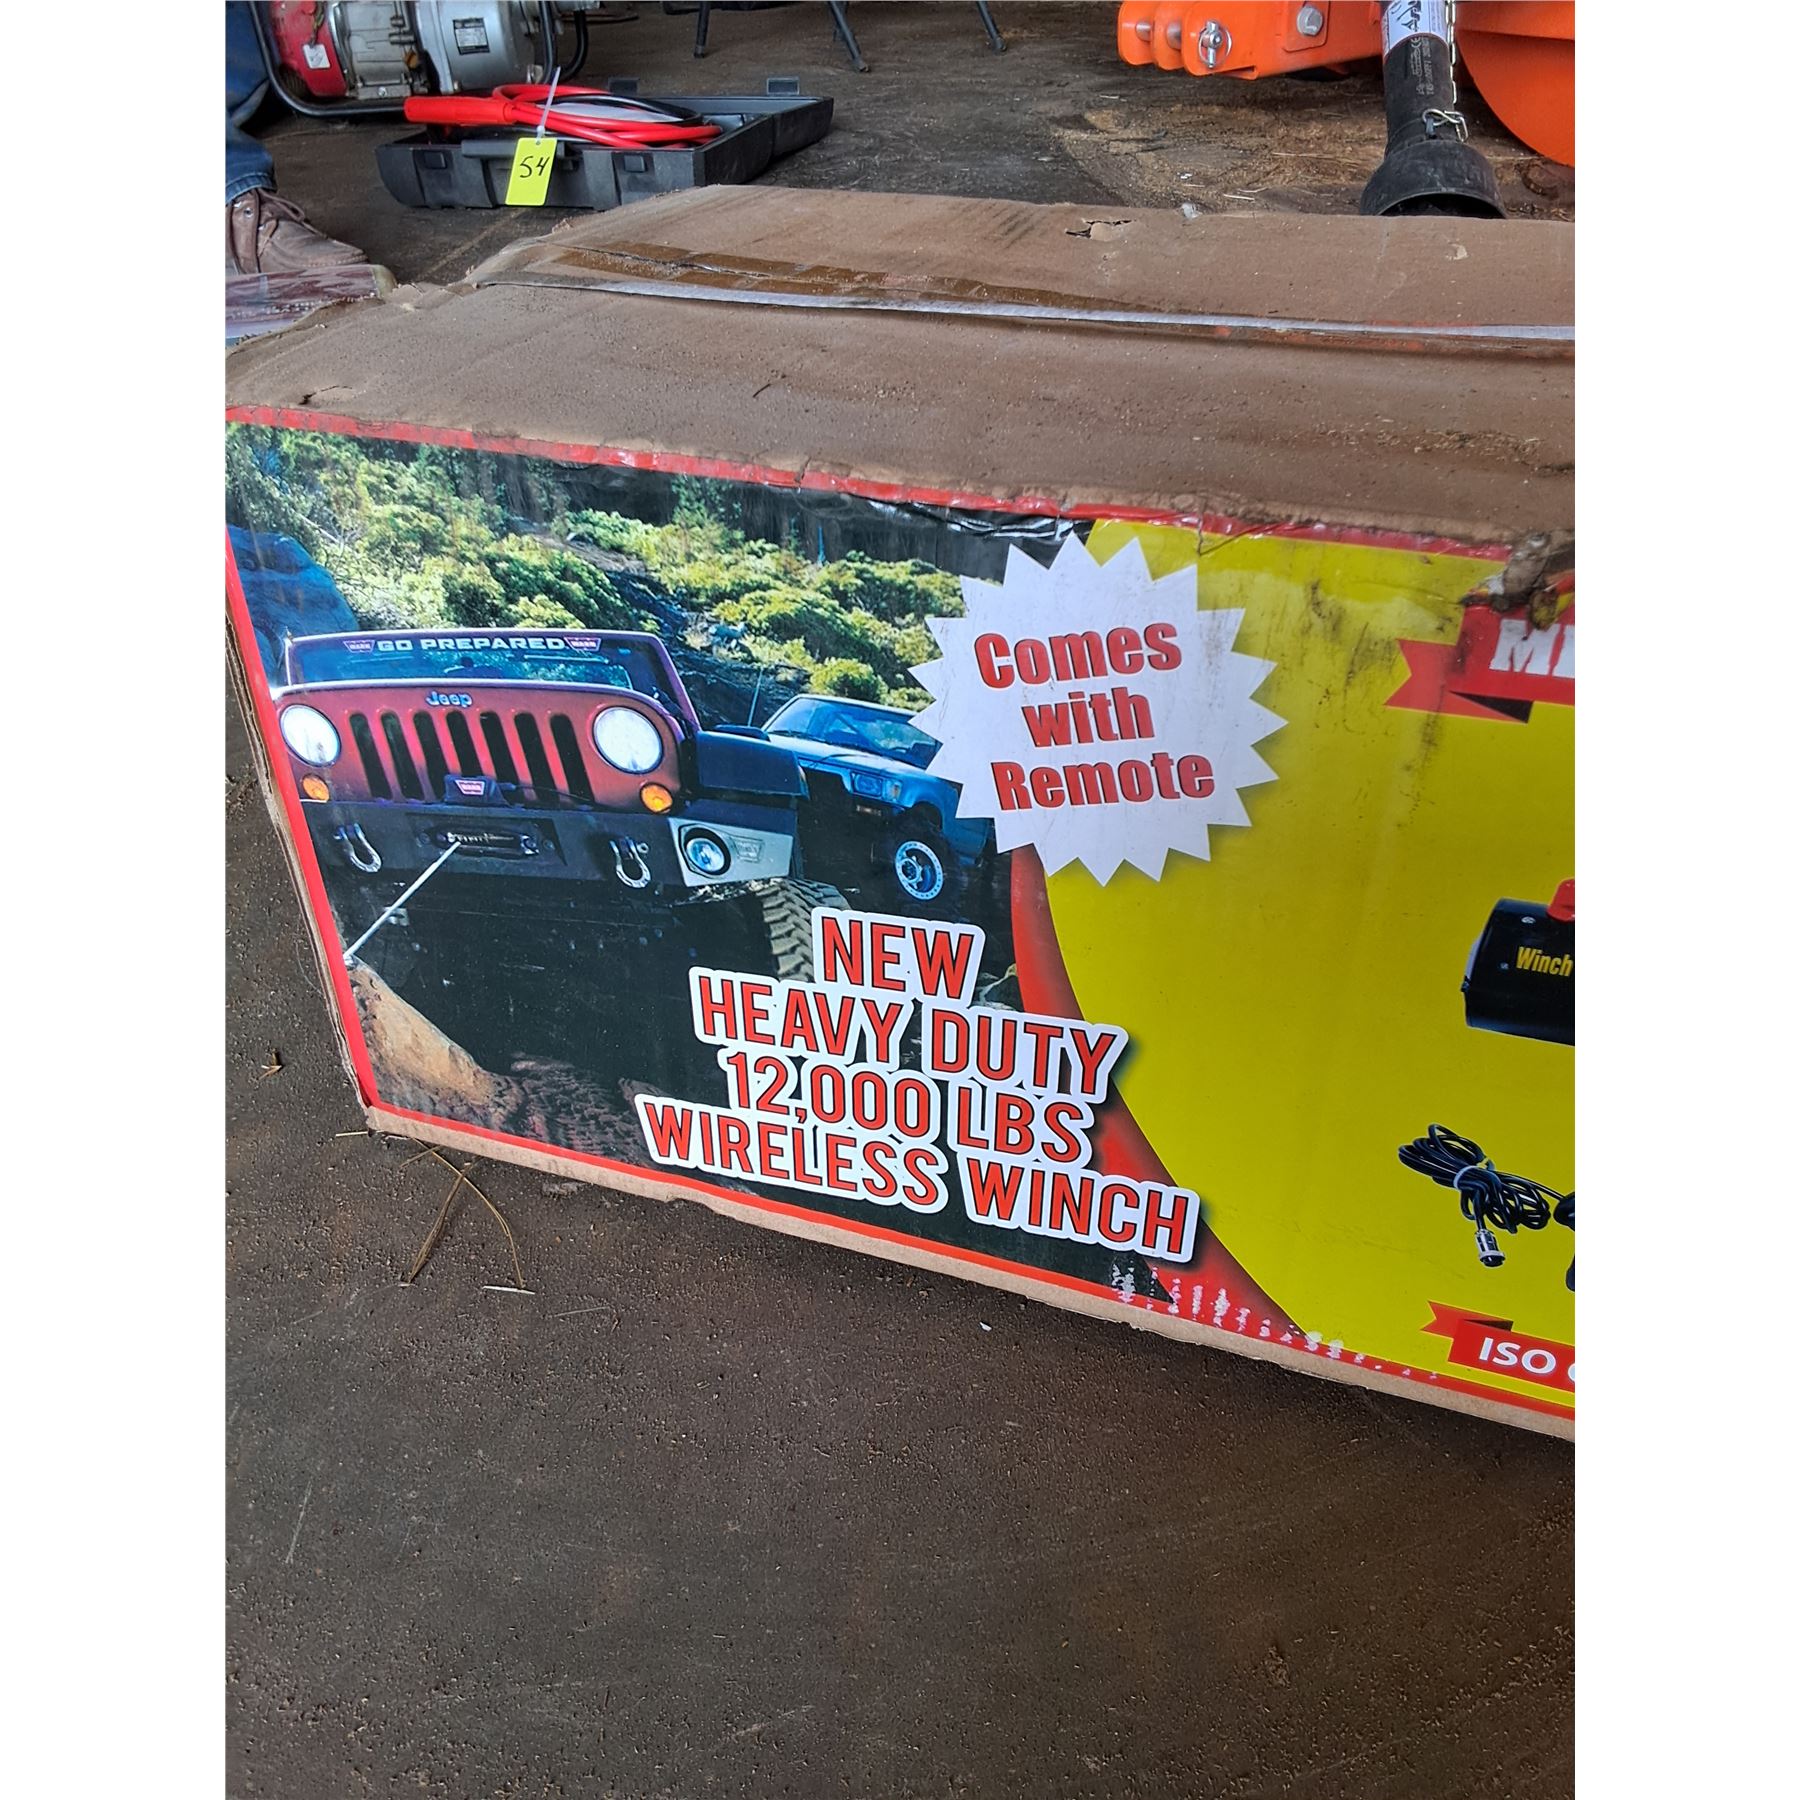 54
GO PREPARED
Jeep
Comes
with
Remote
Winch
NEW
HEAVY DUTY
12,000 LBS
WIRELESS WINCH
ISO